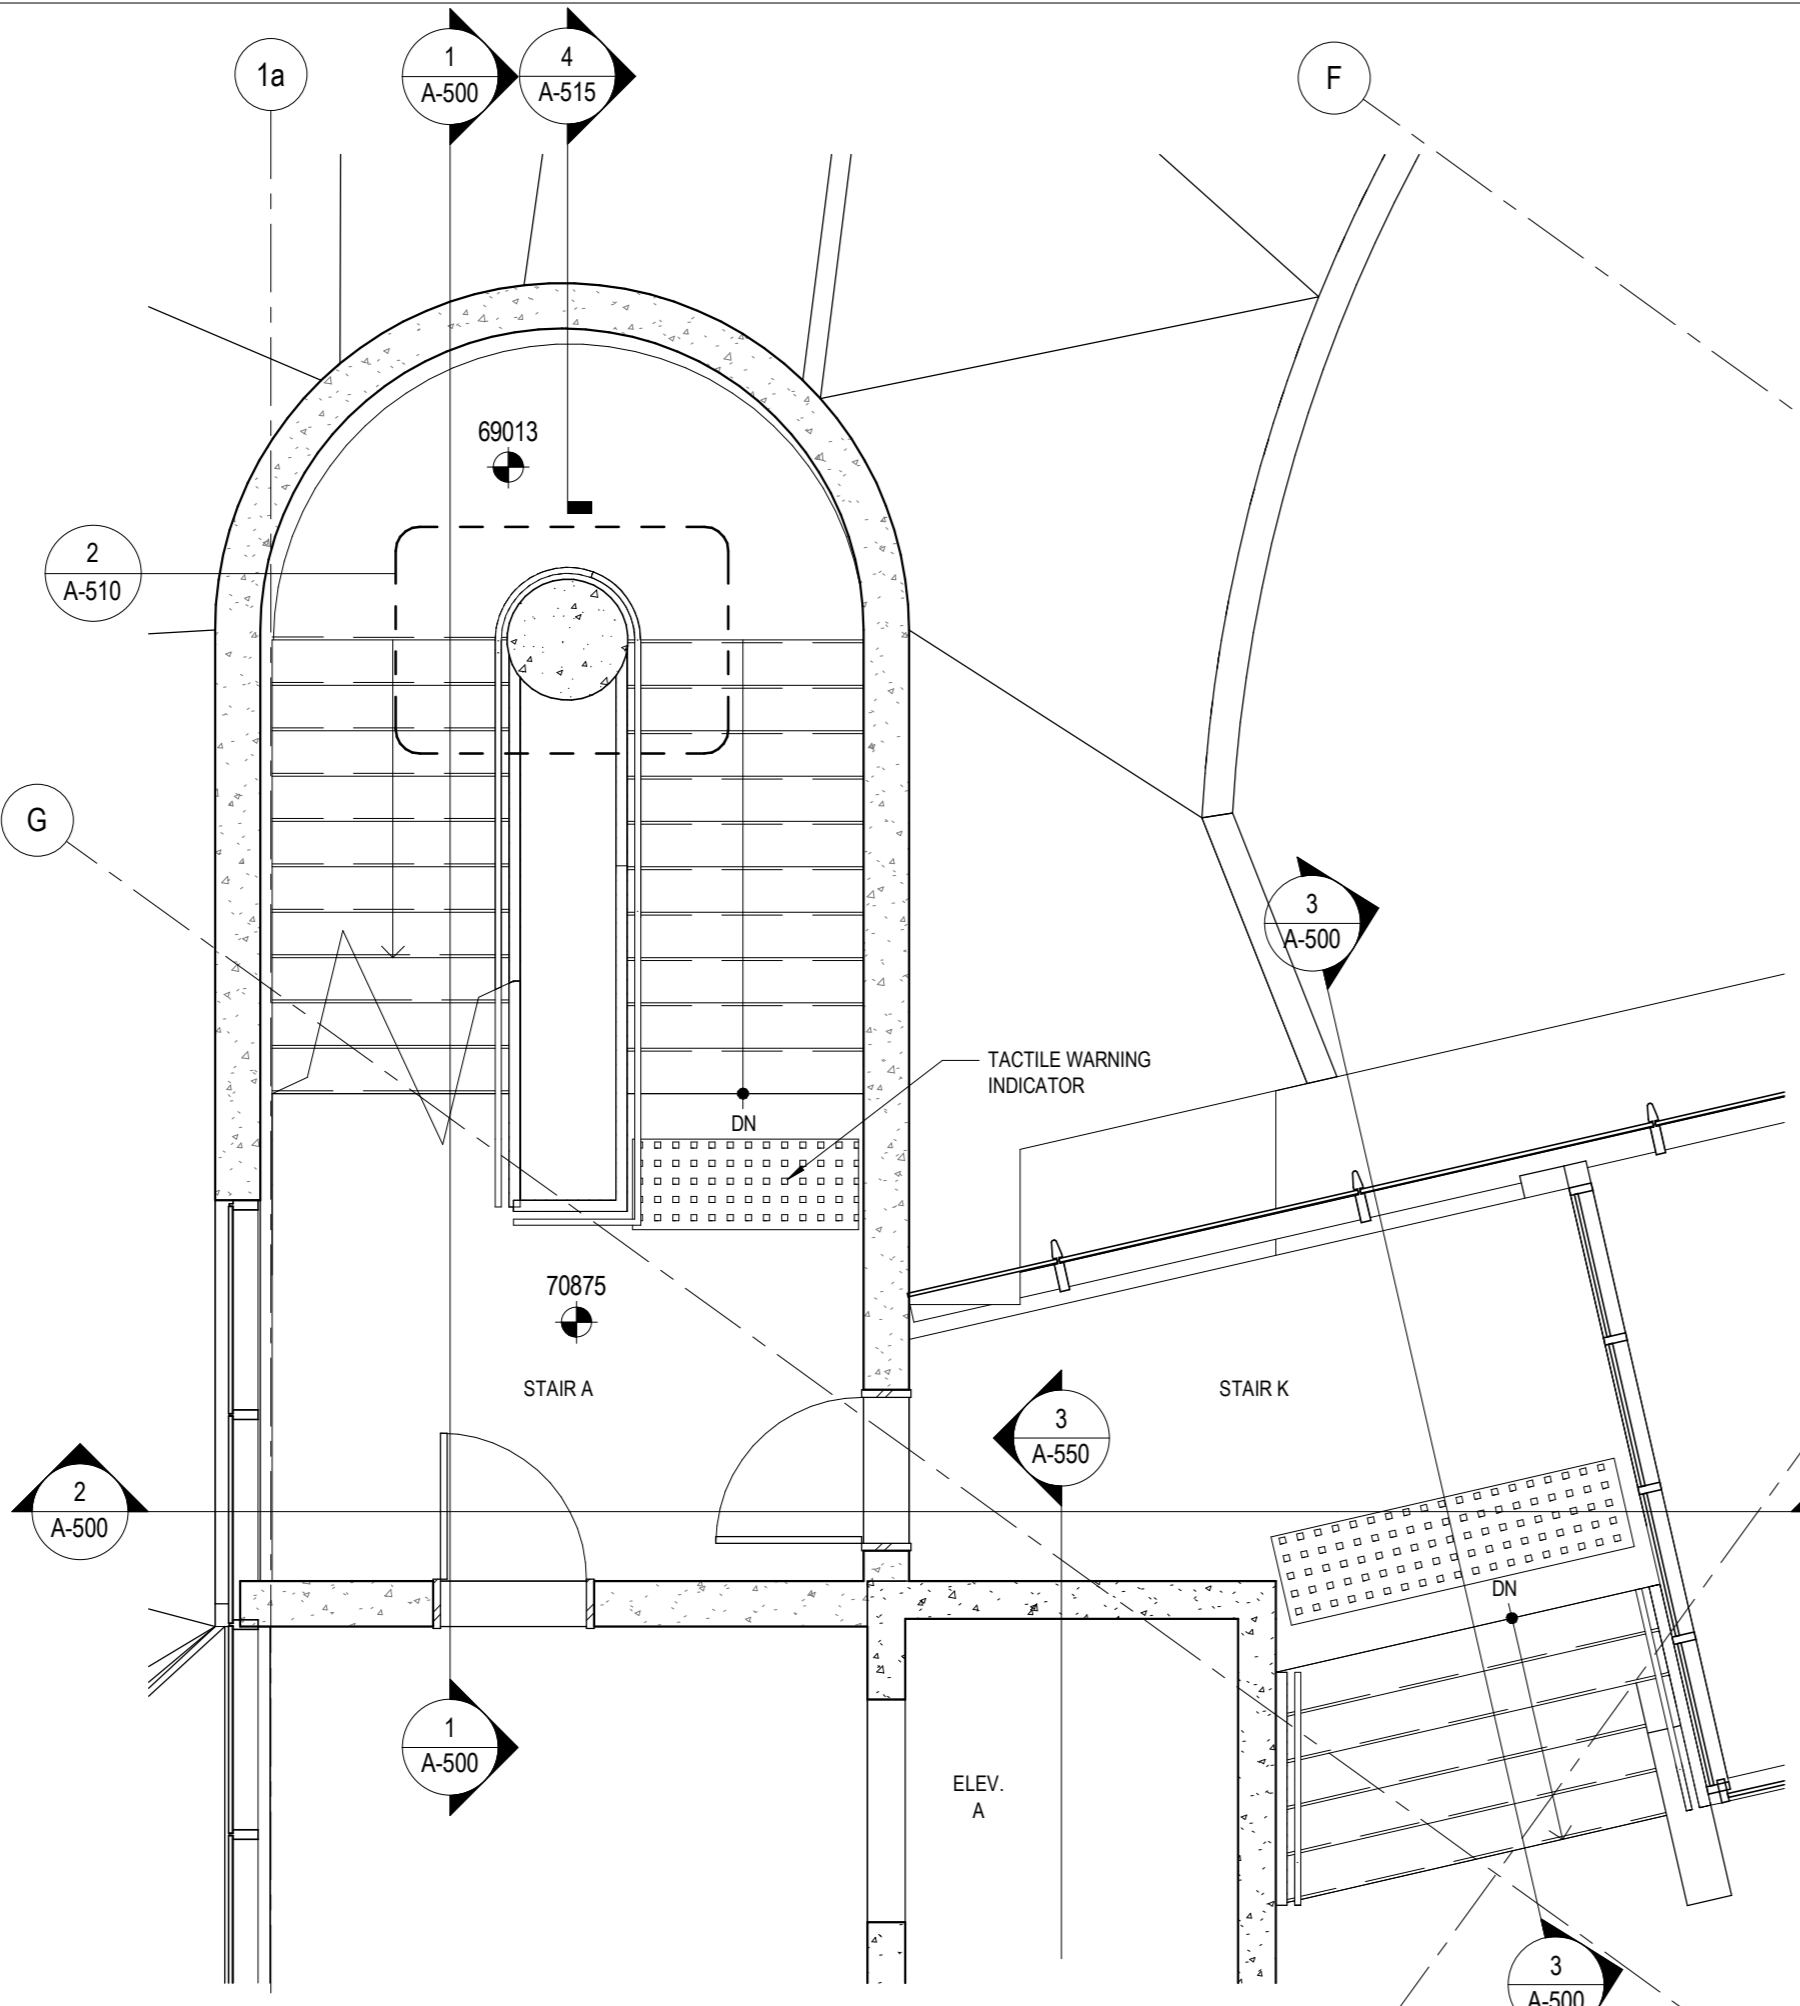 1a
1
A-500
4
A-515
F
69013
2
A-510
G
3
A-500
TACTILE WARNING
INDICATOR
DN
70875
STAIR A
STAIR K
3
A-550
2
A-500
DN
1
A-500
ELEV.
A
3
A-500